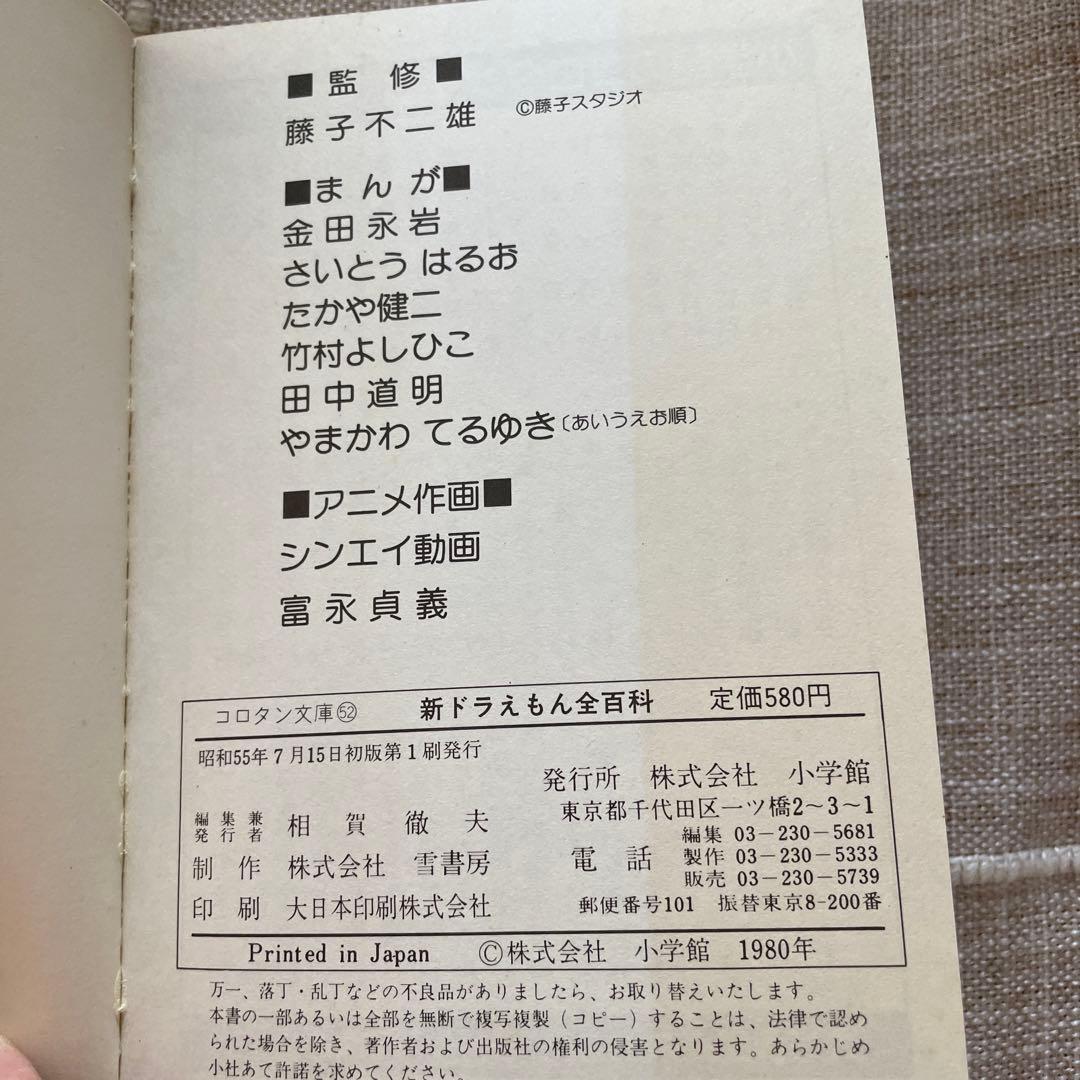 ■監 修■
藤子不二雄 ©藤子スタジオ
■まんが■
金田永岩
さいとう はるお
たかや健二
竹村よしひこ
田中道明
やまかわ てるゆき〔あいうえお順〕
■アニメ作画■
シンエイ動画
富永貞義
コロタン文庫52 新ドラえもん全百科 定価580円
昭和55年7月15日初版第1刷発行
編集兼発行者 相賀徹夫
制作 株式会社 雪書房
印刷 大日本印刷株式会社
発行所 株式会社 小学館
東京都千代田区一ツ橋2〜3〜1
電話 編集 03-230-5681
製作 03-230-5333
販売 03-230-5739
郵便番号101 振替東京8-200番
Printed in Japan ©株式会社 小学館 1980年
万一、落丁・乱丁などの不良品がありましたら、お取り替えいたします。
本書の一部あるいは全部を無断で複写複製（コピー）することは、法律で認め
られた場合を除き、著作者および出版社の権利の侵害となります。あらかじめ
小社あて許諾を求めてください。